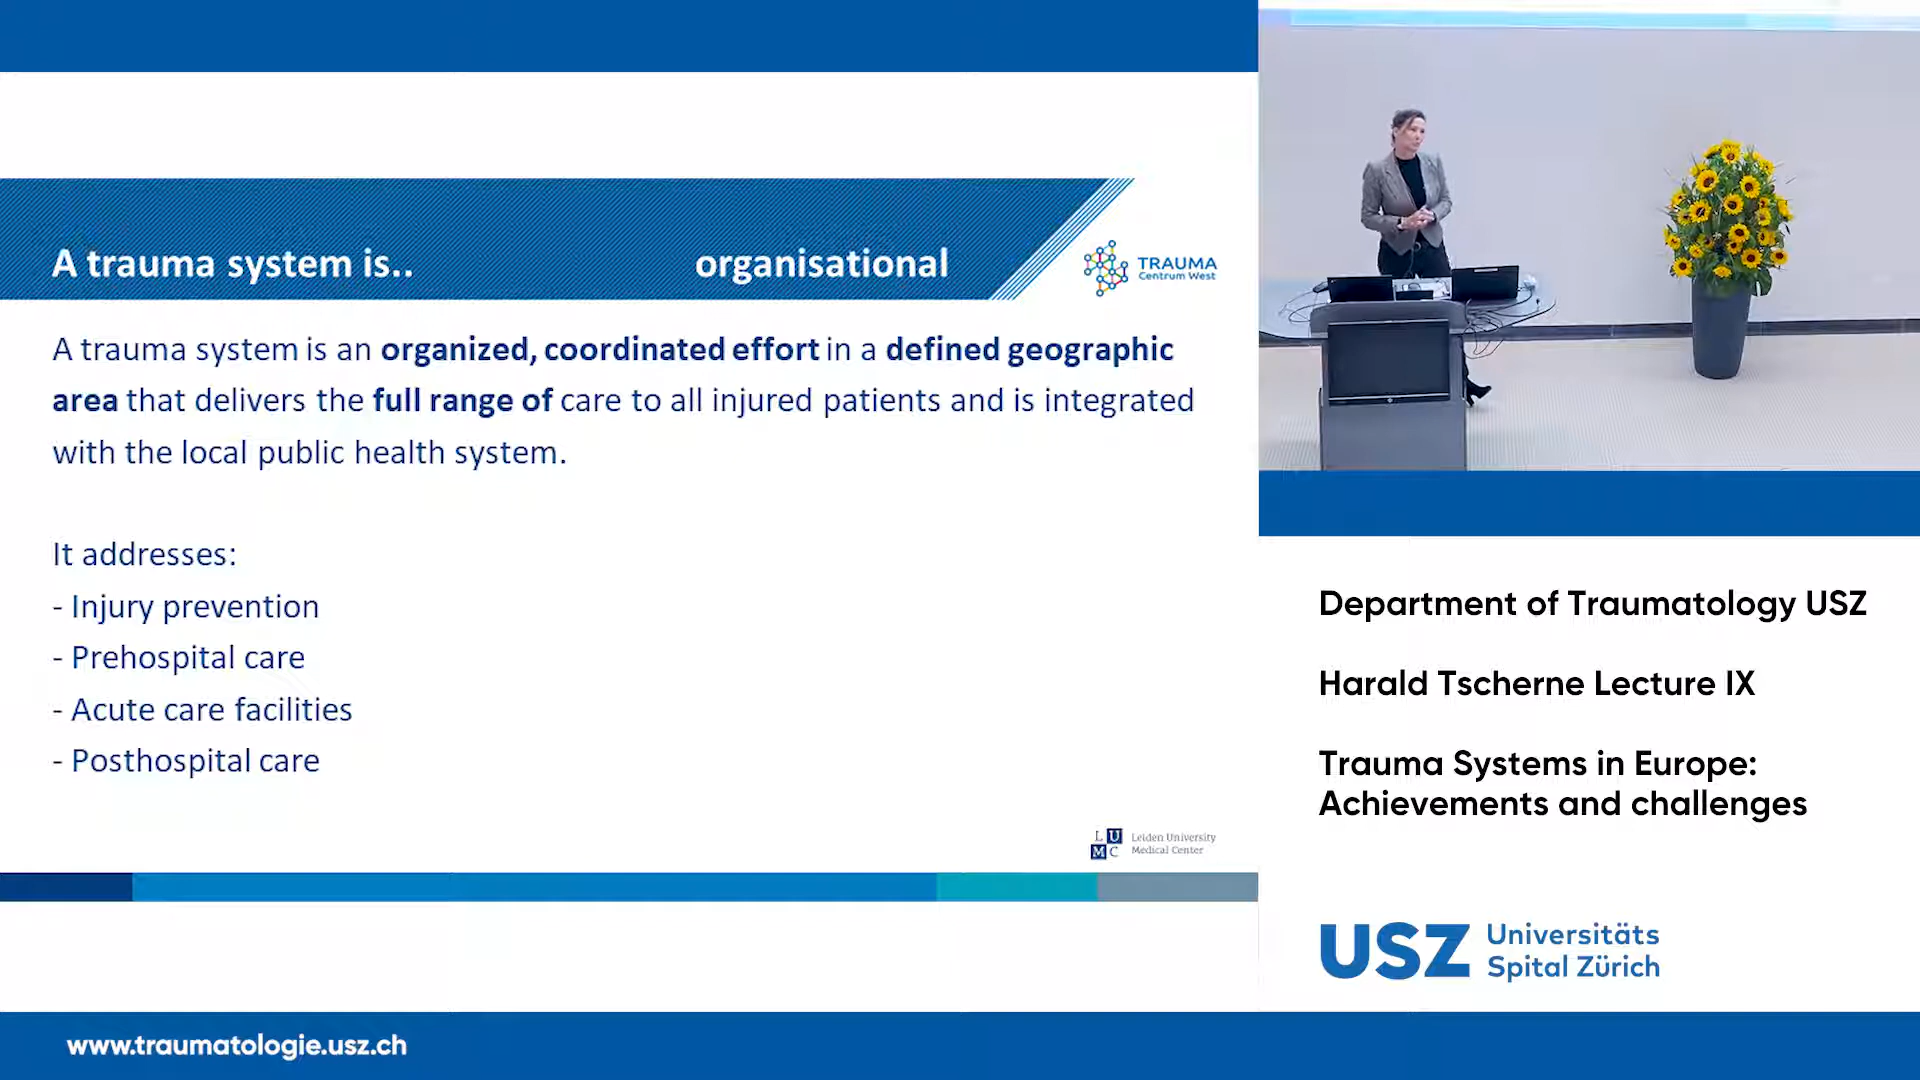 A trauma system is.. organisational
TRAUMA
Centrum West
A trauma system is an organized, coordinated effort in a defined geographic
area that delivers the full range of care to all injured patients and is integrated
with the local public health system.
It addresses:
- Injury prevention
- Prehospital care
- Acute care facilities
- Posthospital care
L U
M C
Leiden University
Medical Center
Department of Traumatology USZ
Harald Tscherne Lecture IX
Trauma Systems in Europe:
Achievements and challenges
USZ
Universitäts
Spital Zürich
www.traumatologie.usz.ch